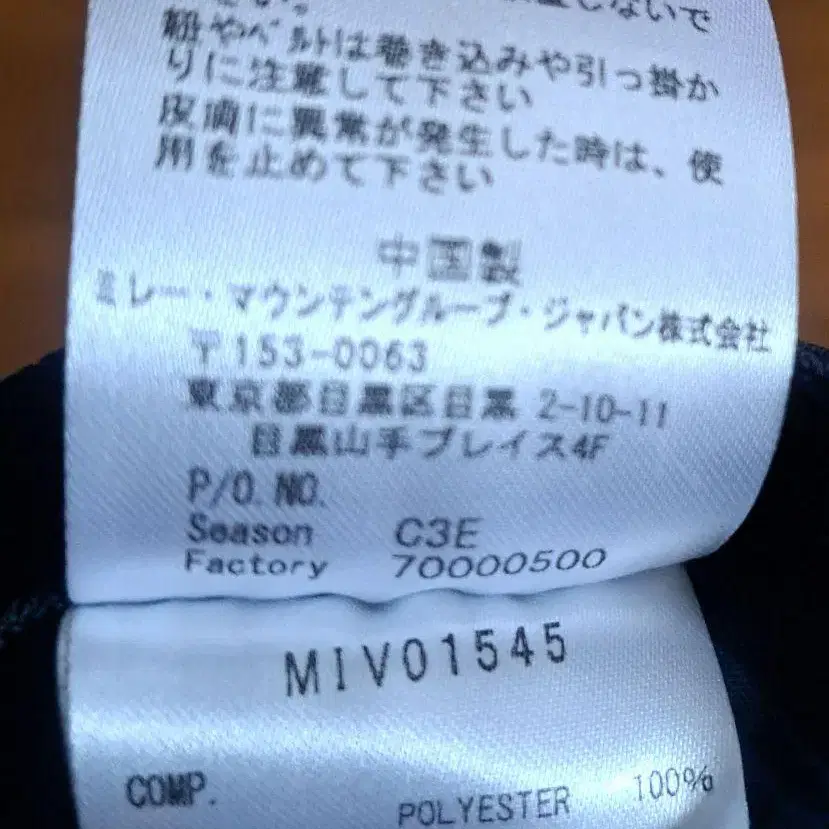 しないで
紐やベルトは巻き込みや引っ掛か
りに注意して下さい
皮膚に異常が発生した時は、使
用を止めて下さい
中国製
ミレー・マウンテングループ・ジャパン株式会社
〒153-0063
東京都目黒区目黒 2-10-11
目黒山手プレイス4F
P/O. NO.
Season C3E
Factory 70000500
MIV01545
COMP.
POLYESTER 100%